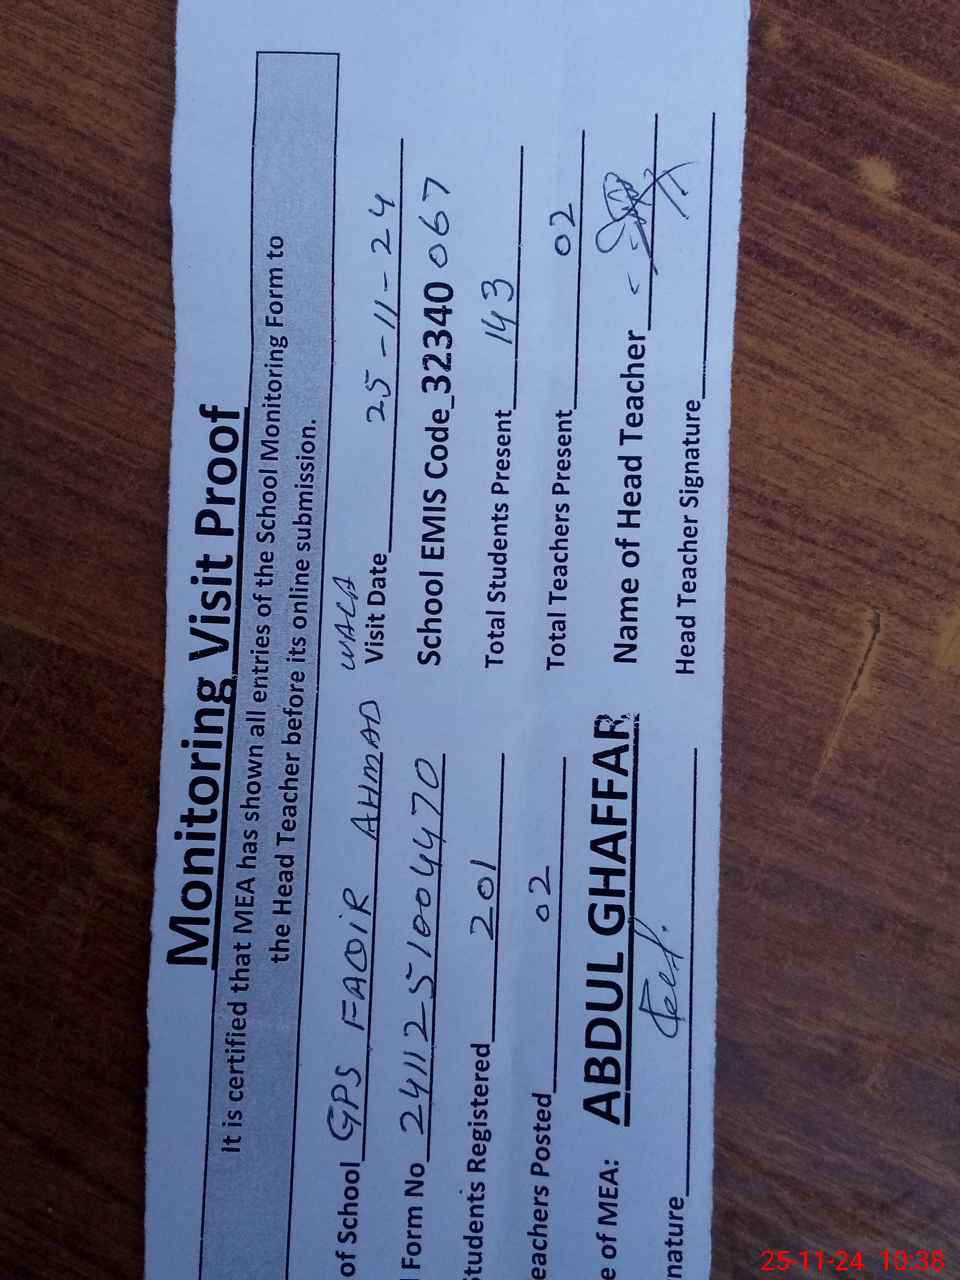 Monitoring Visit Proof
It is certified that MEA has shown all entries of the School Monitoring Form to
the Head Teacher before its online submission.
of School GPS FAQIR AHMAD WALA
Visit Date 25-11-24
Form No 2411251004470
School EMIS Code 32340067
Students Registered 201
Total Students Present 143
eachers Posted 02
Total Teachers Present 02
e of MEA: ABDUL GHAFFAR
Name of Head Teacher
nature
Head Teacher Signature
25-11-24 10:38